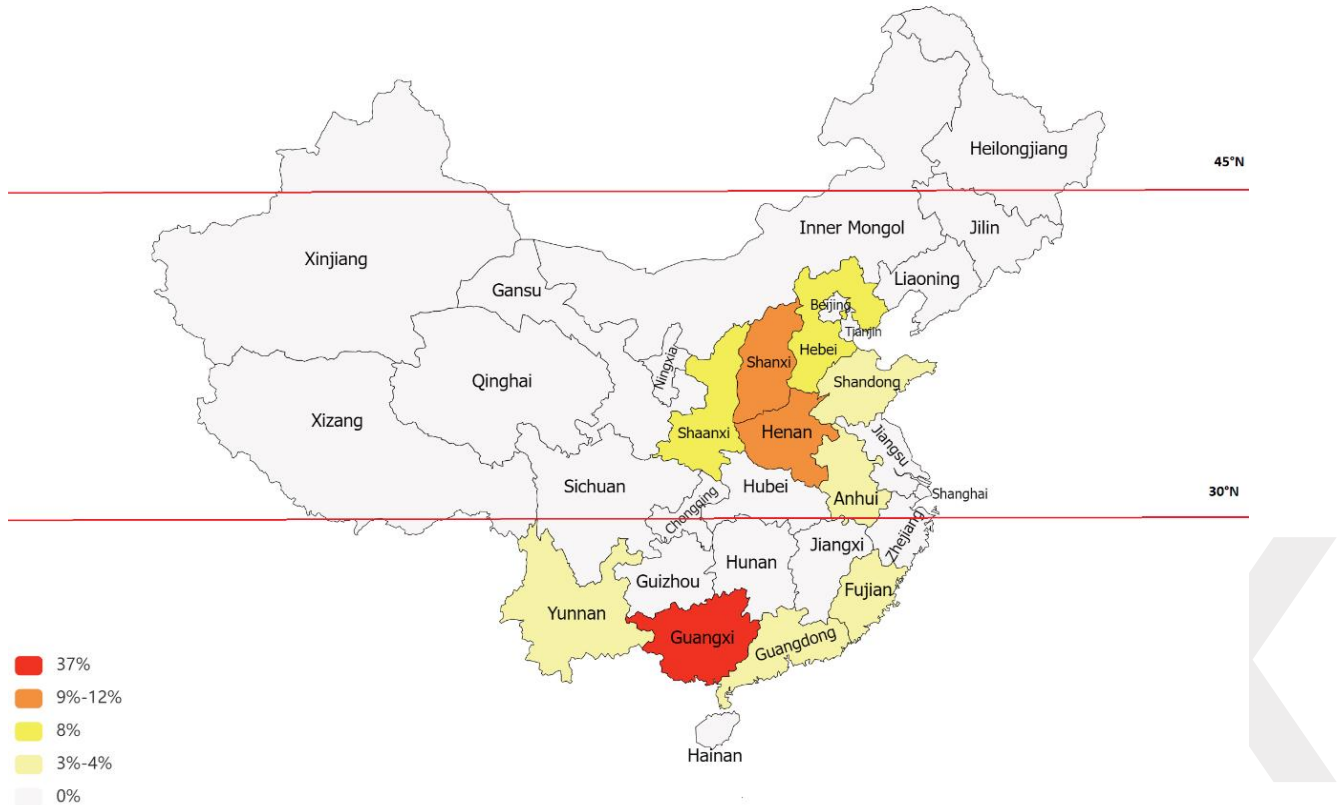 Heilongjiang
45°N
Inner Mongol
Jilin
Xinjiang
Liaoning
Gansu
Beijing
Tianjin
Hebei
Shanxi
Ningxia
Qinghai
Shandong
Xizang
Shaanxi
Henan
Jiangsu
Sichuan
Hubei
Anhui
Shanghai
30°N
Chongqing
Zhejiang
Jiangxi
Hunan
Guizhou
Fujian
Yunnan
Guangxi
Guangdong
Hainan
37%
9%-12%
8%
3%-4%
0%